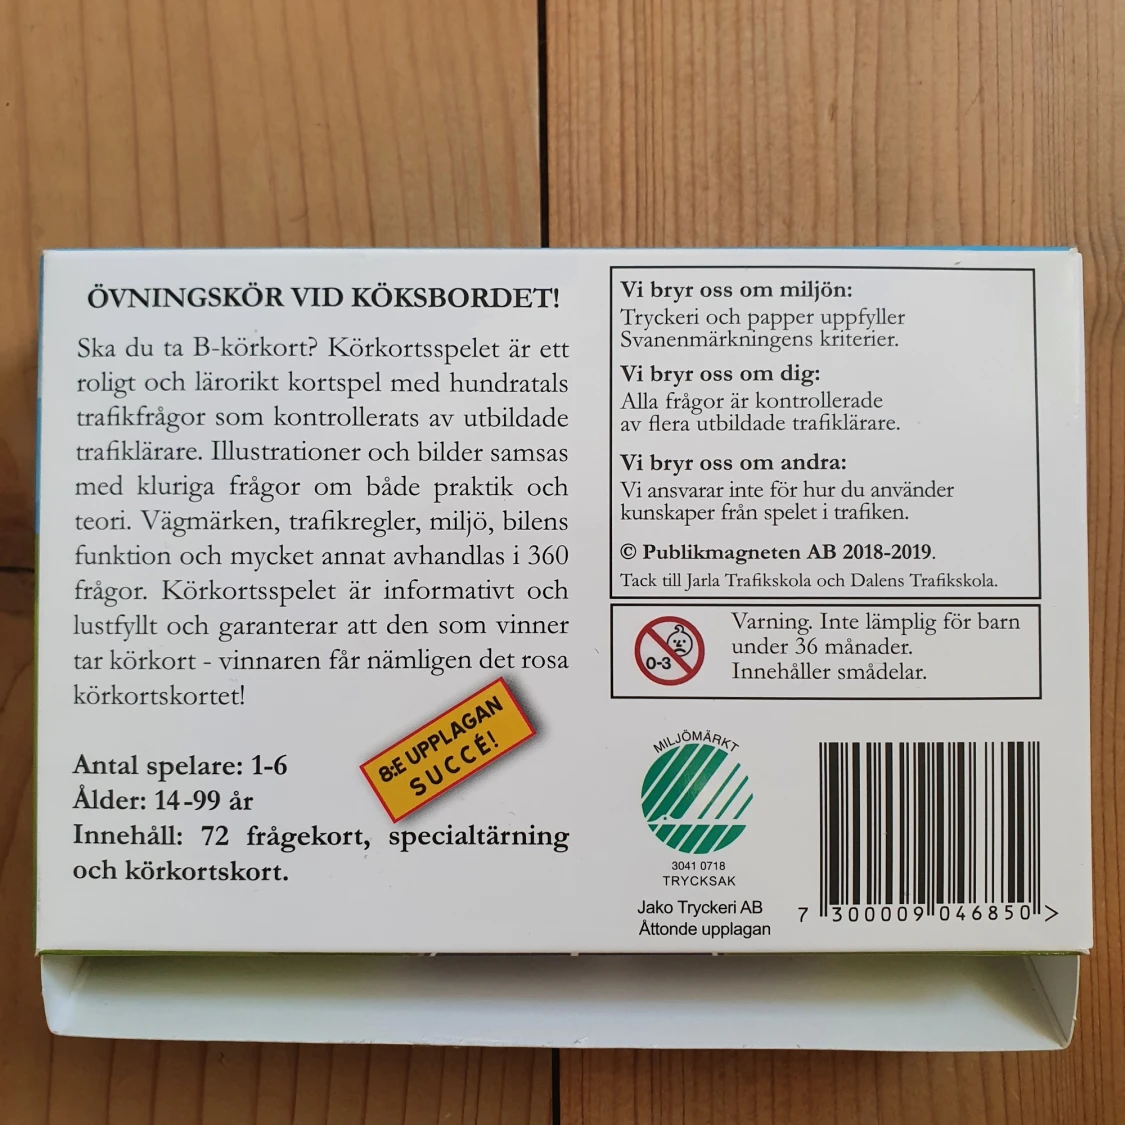 ÖVNINGSKÖR VID KÖKSBORDET!
Ska du ta B-körkort? Körkortsspelet är ett
roligt och lärorikt kortspel med hundratals
trafikfrågor som kontrollerats av utbildade
trafiklärare. Illustrationer och bilder samsas
med kluriga frågor om både praktik och
teori. Vägmärken, trafikregler, miljö, bilens
funktion och mycket annat avhandlas i 360
frågor. Körkortsspelet är informativt och
lustfyllt och garanterar att den som vinner
tar körkort - vinnaren får nämligen det rosa
körkortskortet!
8:E UPPLAGAN
SUCCÉ!
Antal spelare: 1-6
Ålder: 14-99 år
Innehåll: 72 frågekort, specialtärning
och körkortskort.
Vi bryr oss om miljön:
Tryckeri och papper uppfyller
Svanenmärkningens kriterier.
Vi bryr oss om dig:
Alla frågor är kontrollerade
av flera utbildade trafiklärare.
Vi bryr oss om andra:
Vi ansvarar inte för hur du använder
kunskaper från spelet i trafiken.
© Publikmagneten AB 2018-2019.
Tack till Jarla Trafikskola och Dalens Trafikskola.
0-3
Varning. Inte lämplig för barn
under 36 månader.
Innehåller smådelar.
MILJÖMÄRKT
3041 0718
TRYCKSAK
Jako Tryckeri AB
Åttonde upplagan
7 300009 046850 >